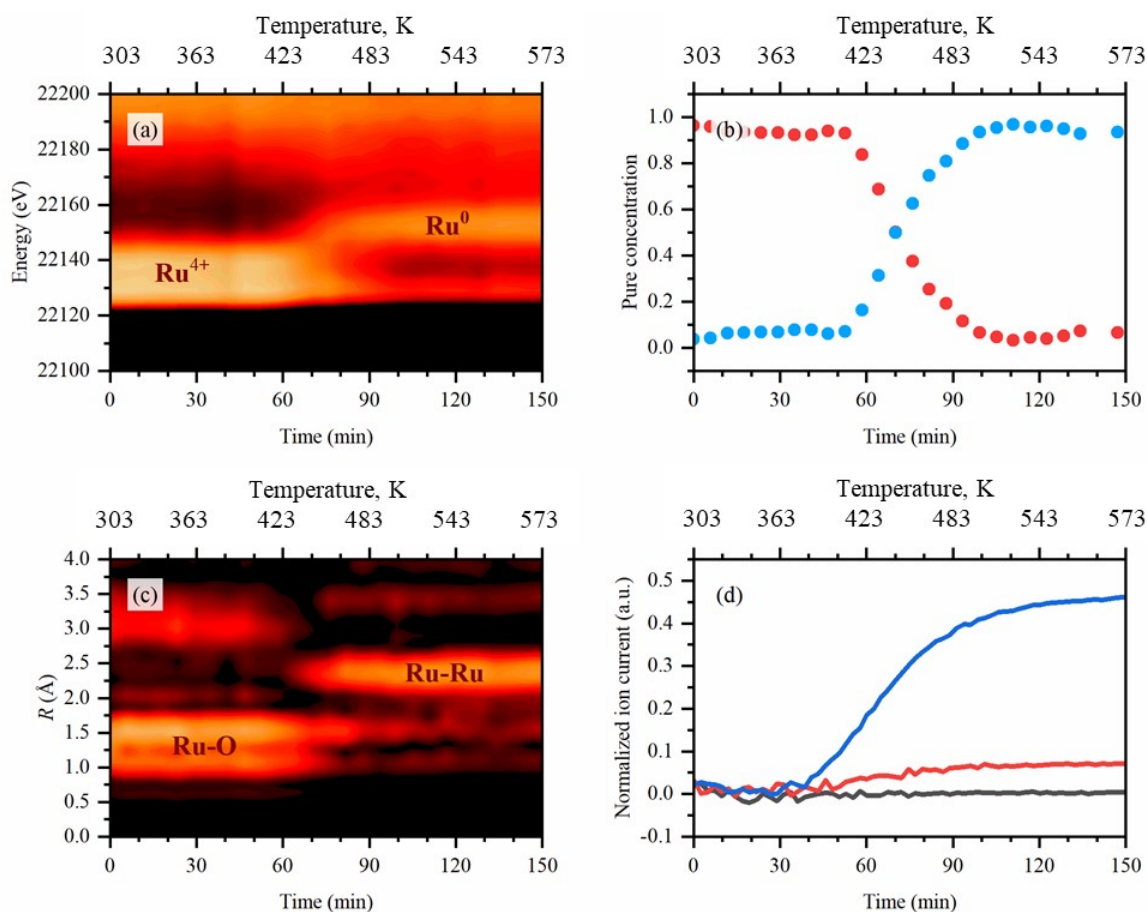 Temperature, K
303 363 423 483 543 573
22200
22180
22160
22140
22120
22100
Energy (eV)
(a)
Ru4+
Ru0
0 30 60 90 120 150
Time (min)
Temperature, K
303 363 423 483 543 573
1.0
0.8
0.6
0.4
0.2
0.0
Pure concentration
(b)
0 30 60 90 120 150
Time (min)
Temperature, K
303 363 423 483 543 573
4.0
3.5
3.0
2.5
2.0
1.5
1.0
0.5
0.0
R (Å)
(c)
Ru-Ru
Ru-O
0 30 60 90 120 150
Time (min)
Temperature, K
303 363 423 483 543 573
0.5
0.4
0.3
0.2
0.1
0.0
-0.1
Normalized ion current (a.u.)
(d)
0 30 60 90 120 150
Time (min)